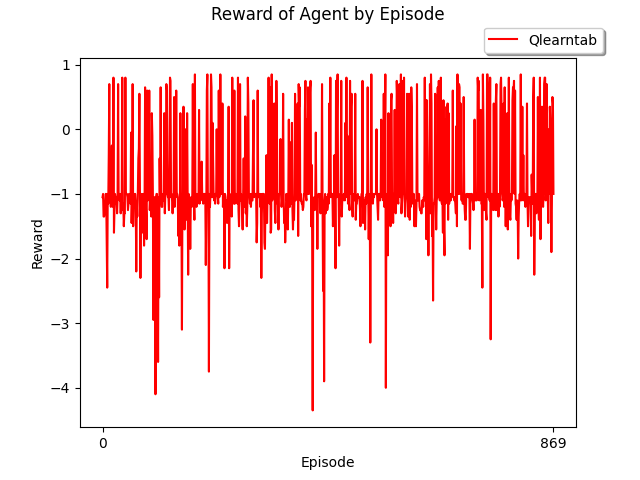 Reward of Agent by Episode
Qlearntab
1
0
−1
−2
−3
−4
Reward
0
869
Episode